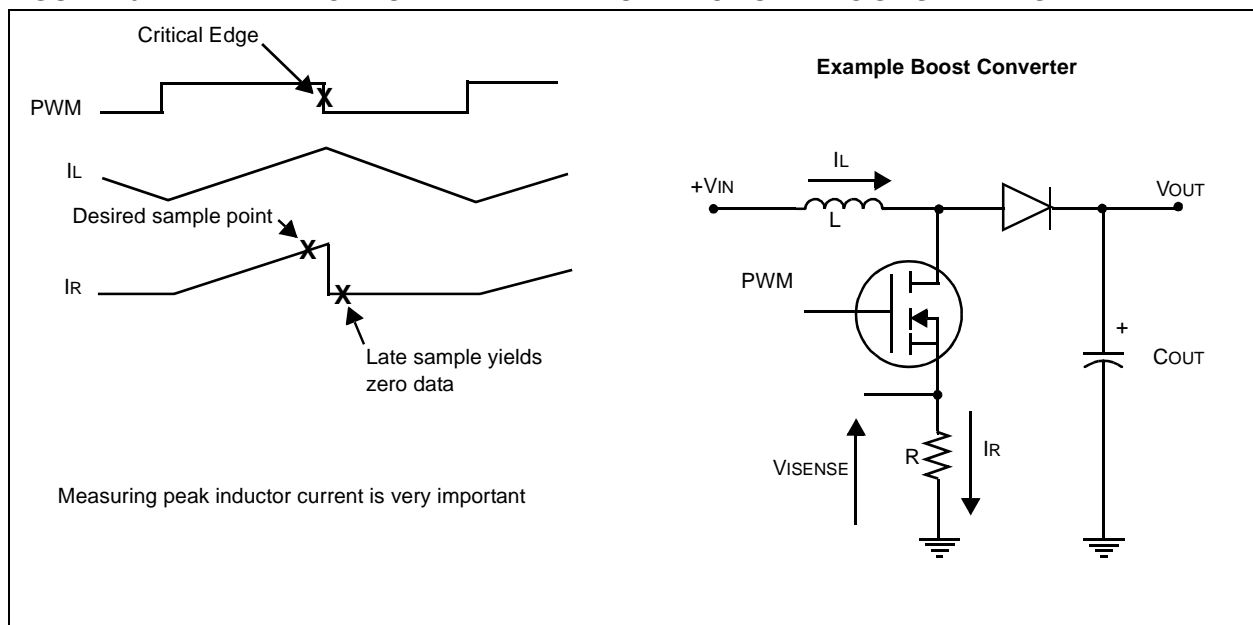 Critical Edge
Example Boost Converter
PWM
IL
IL
+VIN
VOUT
L
Desired sample point
IR
PWM
Late sample yields
zero data
+
COUT
VISENSE
R
IR
Measuring peak inductor current is very important